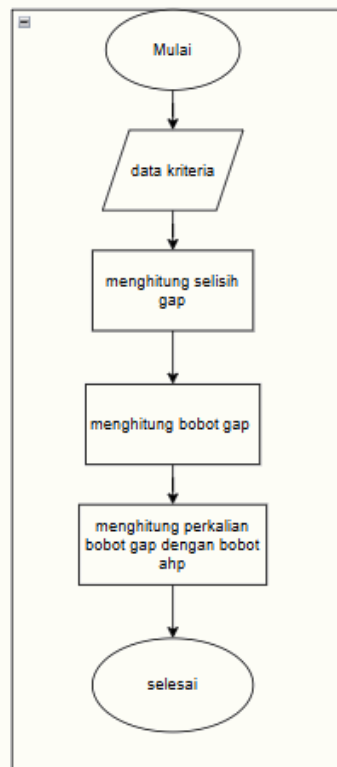 Mulai
data kriteria
menghitung selisih
gap
menghitung bobot gap
menghitung perkalian
bobot gap dengan bobot
ahp
selesai